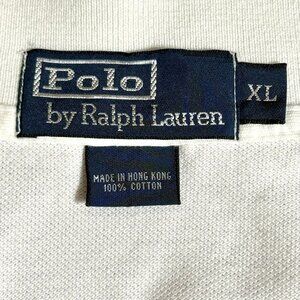 Polo
by Ralph Lauren
XL
MADE IN HONG KONG
100% COTTON